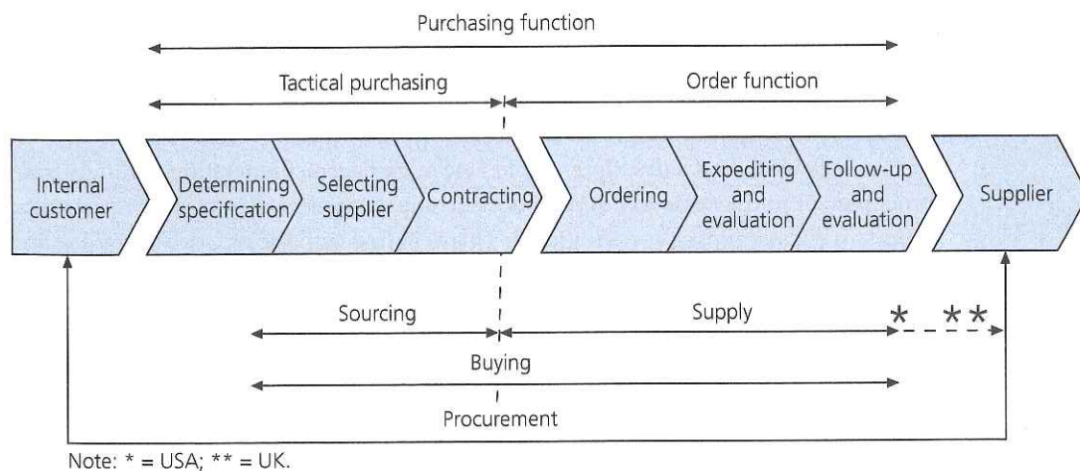 Purchasing function
Tactical purchasing
Order function
Internal
customer
Determining
specification
Selecting
supplier
Contracting
Ordering
Expediting
and
evaluation
Follow-up
and
evaluation
Supplier
Sourcing
Supply
* **
Buying
Procurement
Note: * = USA; ** = UK.